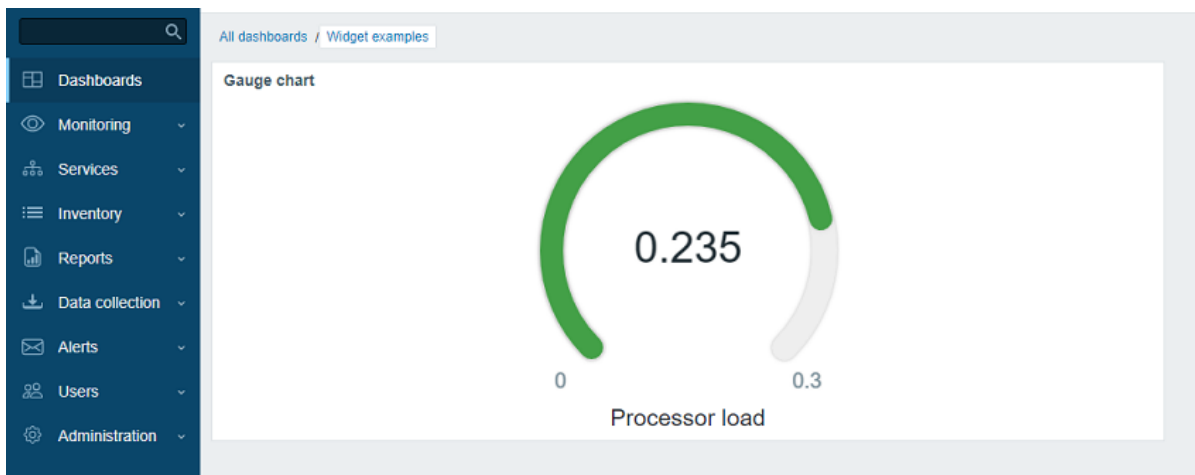 All dashboards / Widget examples
Dashboards
Monitoring
Services
Inventory
Reports
Data collection
Alerts
Users
Administration
Gauge chart
0.235
0 0.3
Processor load